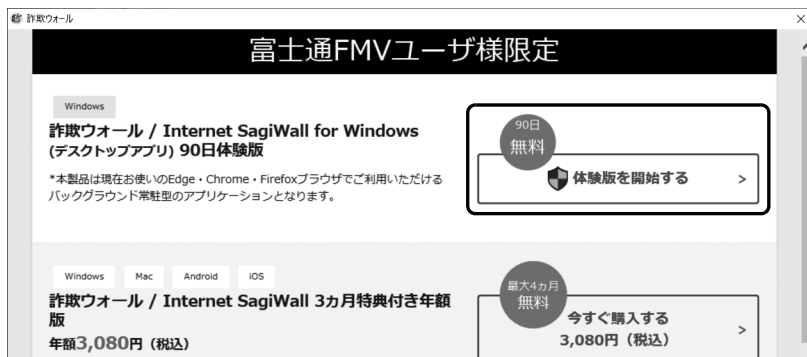 詐欺ウォール
富士通FMVユーザ様限定
Windows
詐欺ウォール / Internet SagiWall for Windows
(デスクトップアプリ) 90日体験版
*本製品は現在お使いのEdge・Chrome・Firefoxブラウザでご利用いただける
バックグラウンド常駐型のアプリケーションとなります。
90日
無料
体験版を開始する >
Windows Mac Android iOS
詐欺ウォール / Internet SagiWall 3ヵ月特典付き年額
版
年額3,080円（税込）
最大4ヵ月
無料
今すぐ購入する
3,080円（税込） >